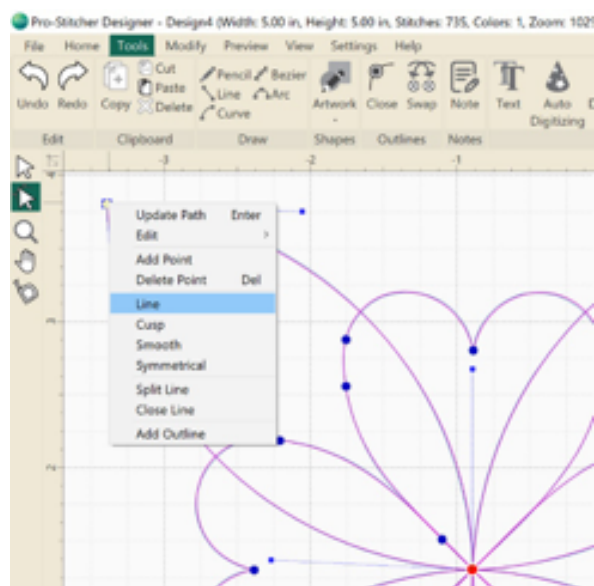 Pro-Stitcher Designer - Design4 (Width: 5.00 in, Height: 5.00 in, Stitches: 735, Colors: 1, Zoom: 1025
File Home Tools Modify Preview View Settings Help
Undo Redo Copy Cut Paste Delete Pencil Bezier Line Arc Curve Artwork Close Swap Note Text Auto Digitizing
Edit Clipboard Draw Shapes Outlines Notes
-3 -2 -1
Update Path Enter
Edit
Add Point
Delete Point Del
Line
Cusp
Smooth
Symmetrical
Split Line
Close Line
Add Outline